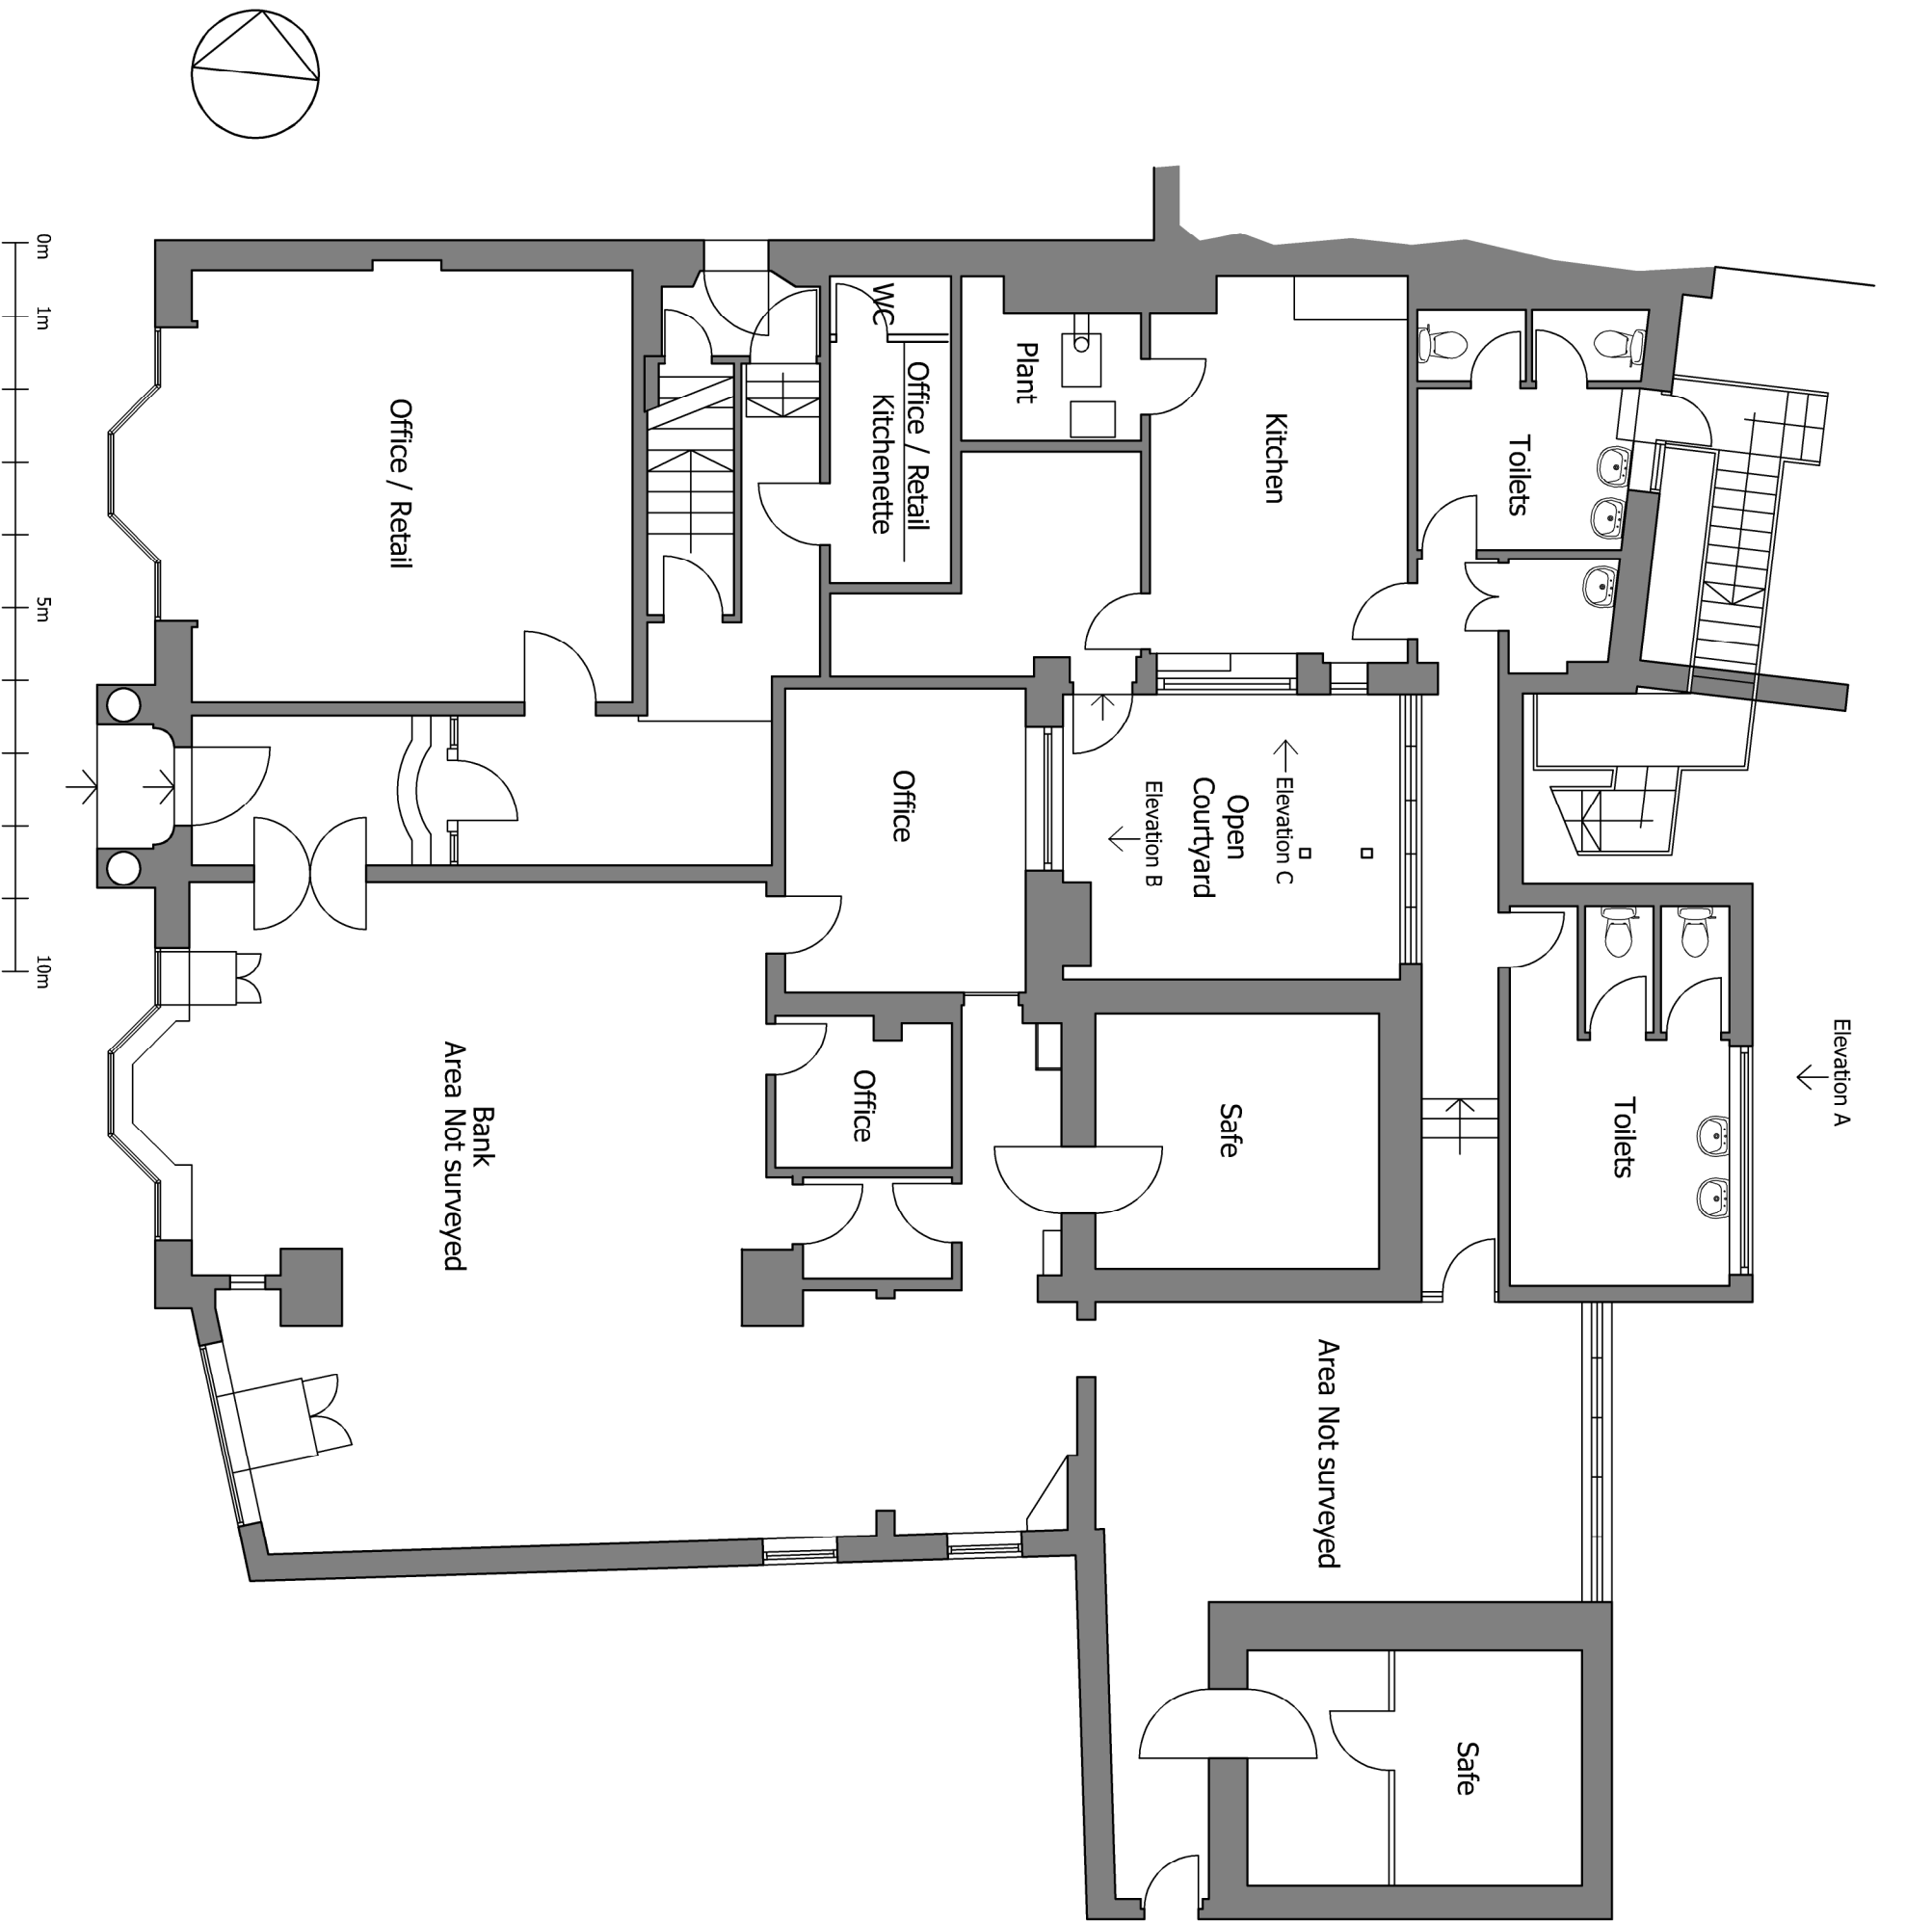 0m
1m
5m
10m
Office / Retail
WC
Office / Retail
Kitchenette
Plant
Kitchen
Toilets
Office
Open
Courtyard
Elevation B
Elevation C
Elevation A
Toilets
Safe
Office
Bank
Area Not surveyed
Area Not surveyed
Safe